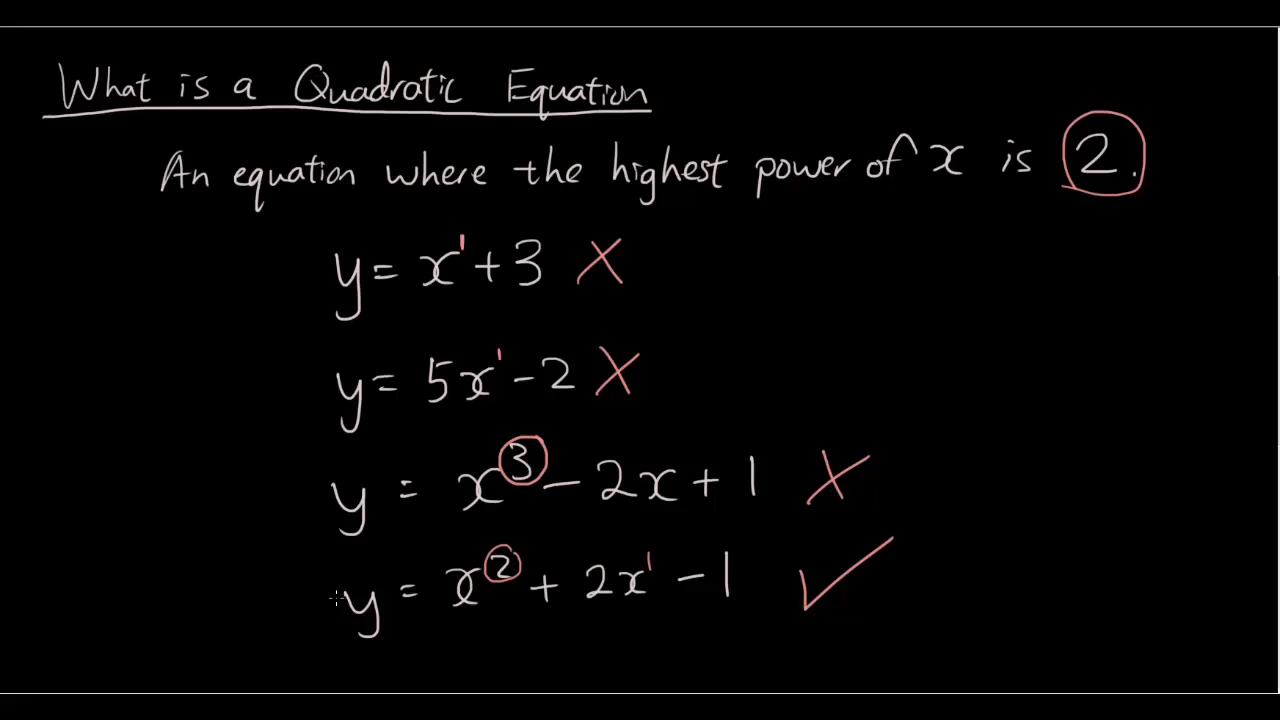 What is a Quadratic Equation
An equation where the highest power of x is 2.
y = x¹ + 3 X
y = 5x¹ - 2 X
y = x³ - 2x + 1 X
y = x² + 2x¹ - 1 ✓